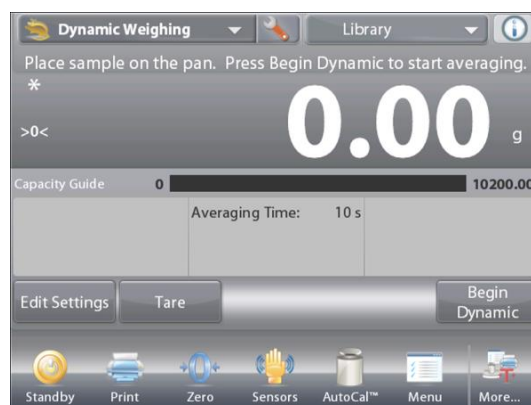 Dynamic Weighing Library
Place sample on the pan. Press Begin Dynamic to start averaging.
*
>0< 0.00 g
Capacity Guide 0 10200.00
Averaging Time: 10 s
Edit Settings Tare Begin Dynamic
Standby Print Zero Sensors AutoCal™ Menu More...